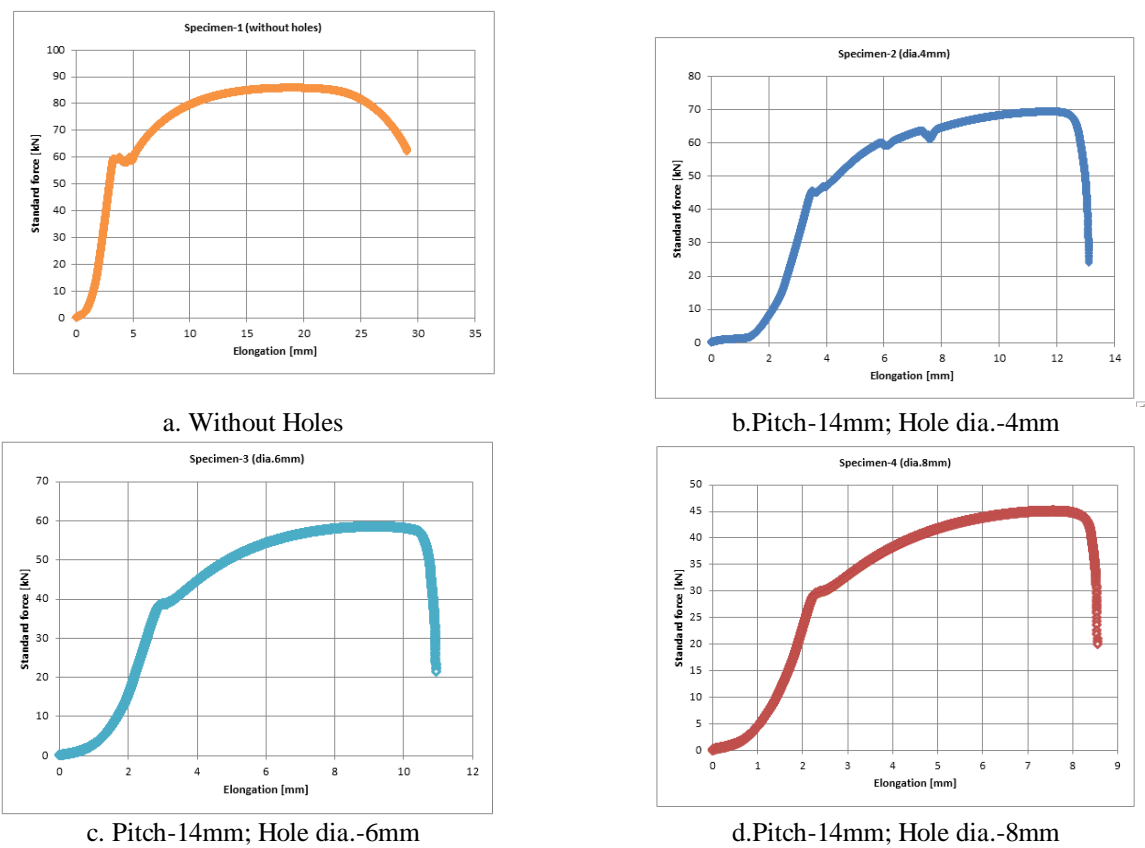 Specimen-1 (without holes)
Standard force [kN]
100
90
80
70
60
50
40
30
20
10
0
0 5 10 15 20 25 30 35
Elongation [mm]
a. Without Holes
Specimen-2 (dia.4mm)
Standard force [kN]
80
70
60
50
40
30
20
10
0
0 2 4 6 8 10 12 14
Elongation [mm]
b.Pitch-14mm; Hole dia.-4mm
Specimen-3 (dia.6mm)
Standard force [kN]
70
60
50
40
30
20
10
0
0 2 4 6 8 10 12
Elongation [mm]
c. Pitch-14mm; Hole dia.-6mm
Specimen-4 (dia.8mm)
Standard force [kN]
50
45
40
35
30
25
20
15
10
5
0
0 1 2 3 4 5 6 7 8 9
Elongation [mm]
d.Pitch-14mm; Hole dia.-8mm